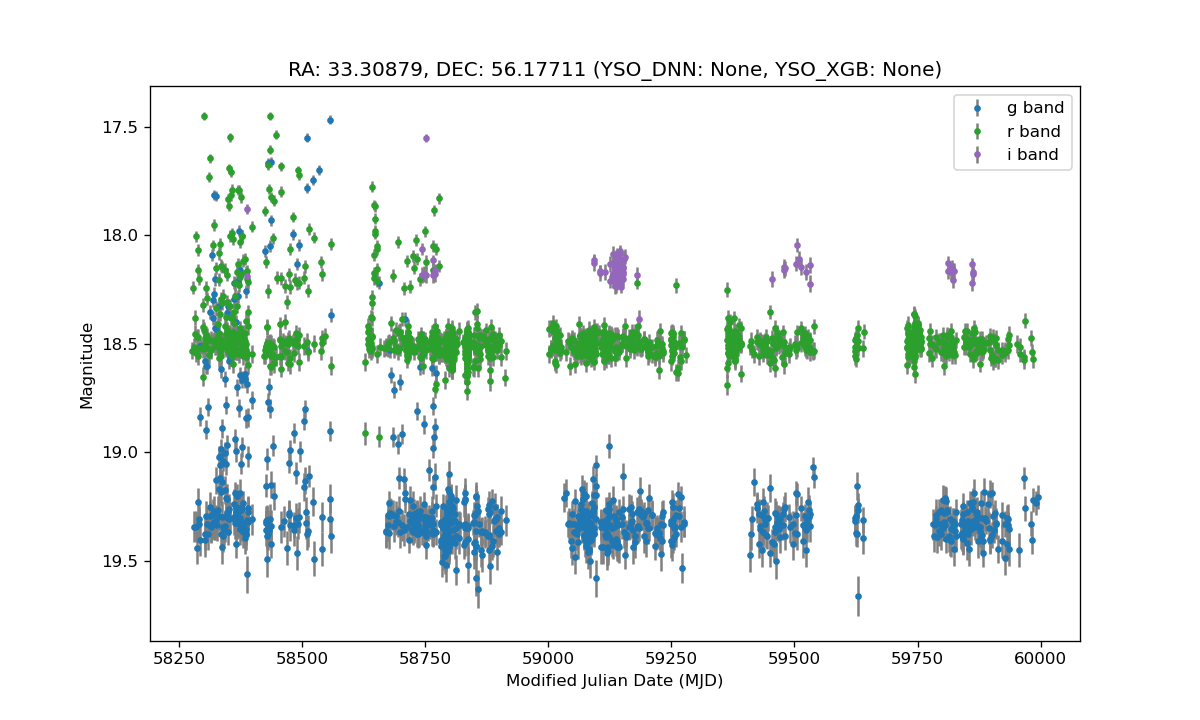 RA: 33.30879, DEC: 56.17711 (YSO_DNN: None, YSO_XGB: None)
g band
r band
i band
17.5
18.0
18.5
19.0
19.5
Magnitude
58250 58500 58750 59000 59250 59500 59750 60000
Modified Julian Date (MJD)